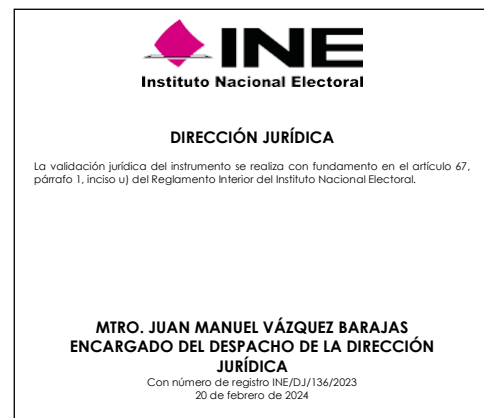 INE
Instituto Nacional Electoral
DIRECCIÓN JURÍDICA
La validación jurídica del instrumento se realiza con fundamento en el artículo 67,
párrafo 1, inciso u) del Reglamento Interior del Instituto Nacional Electoral.
MTRO. JUAN MANUEL VÁZQUEZ BARAJAS
ENCARGADO DEL DESPACHO DE LA DIRECCIÓN
JURÍDICA
Con número de registro INE/DJ/136/2023
20 de febrero de 2024